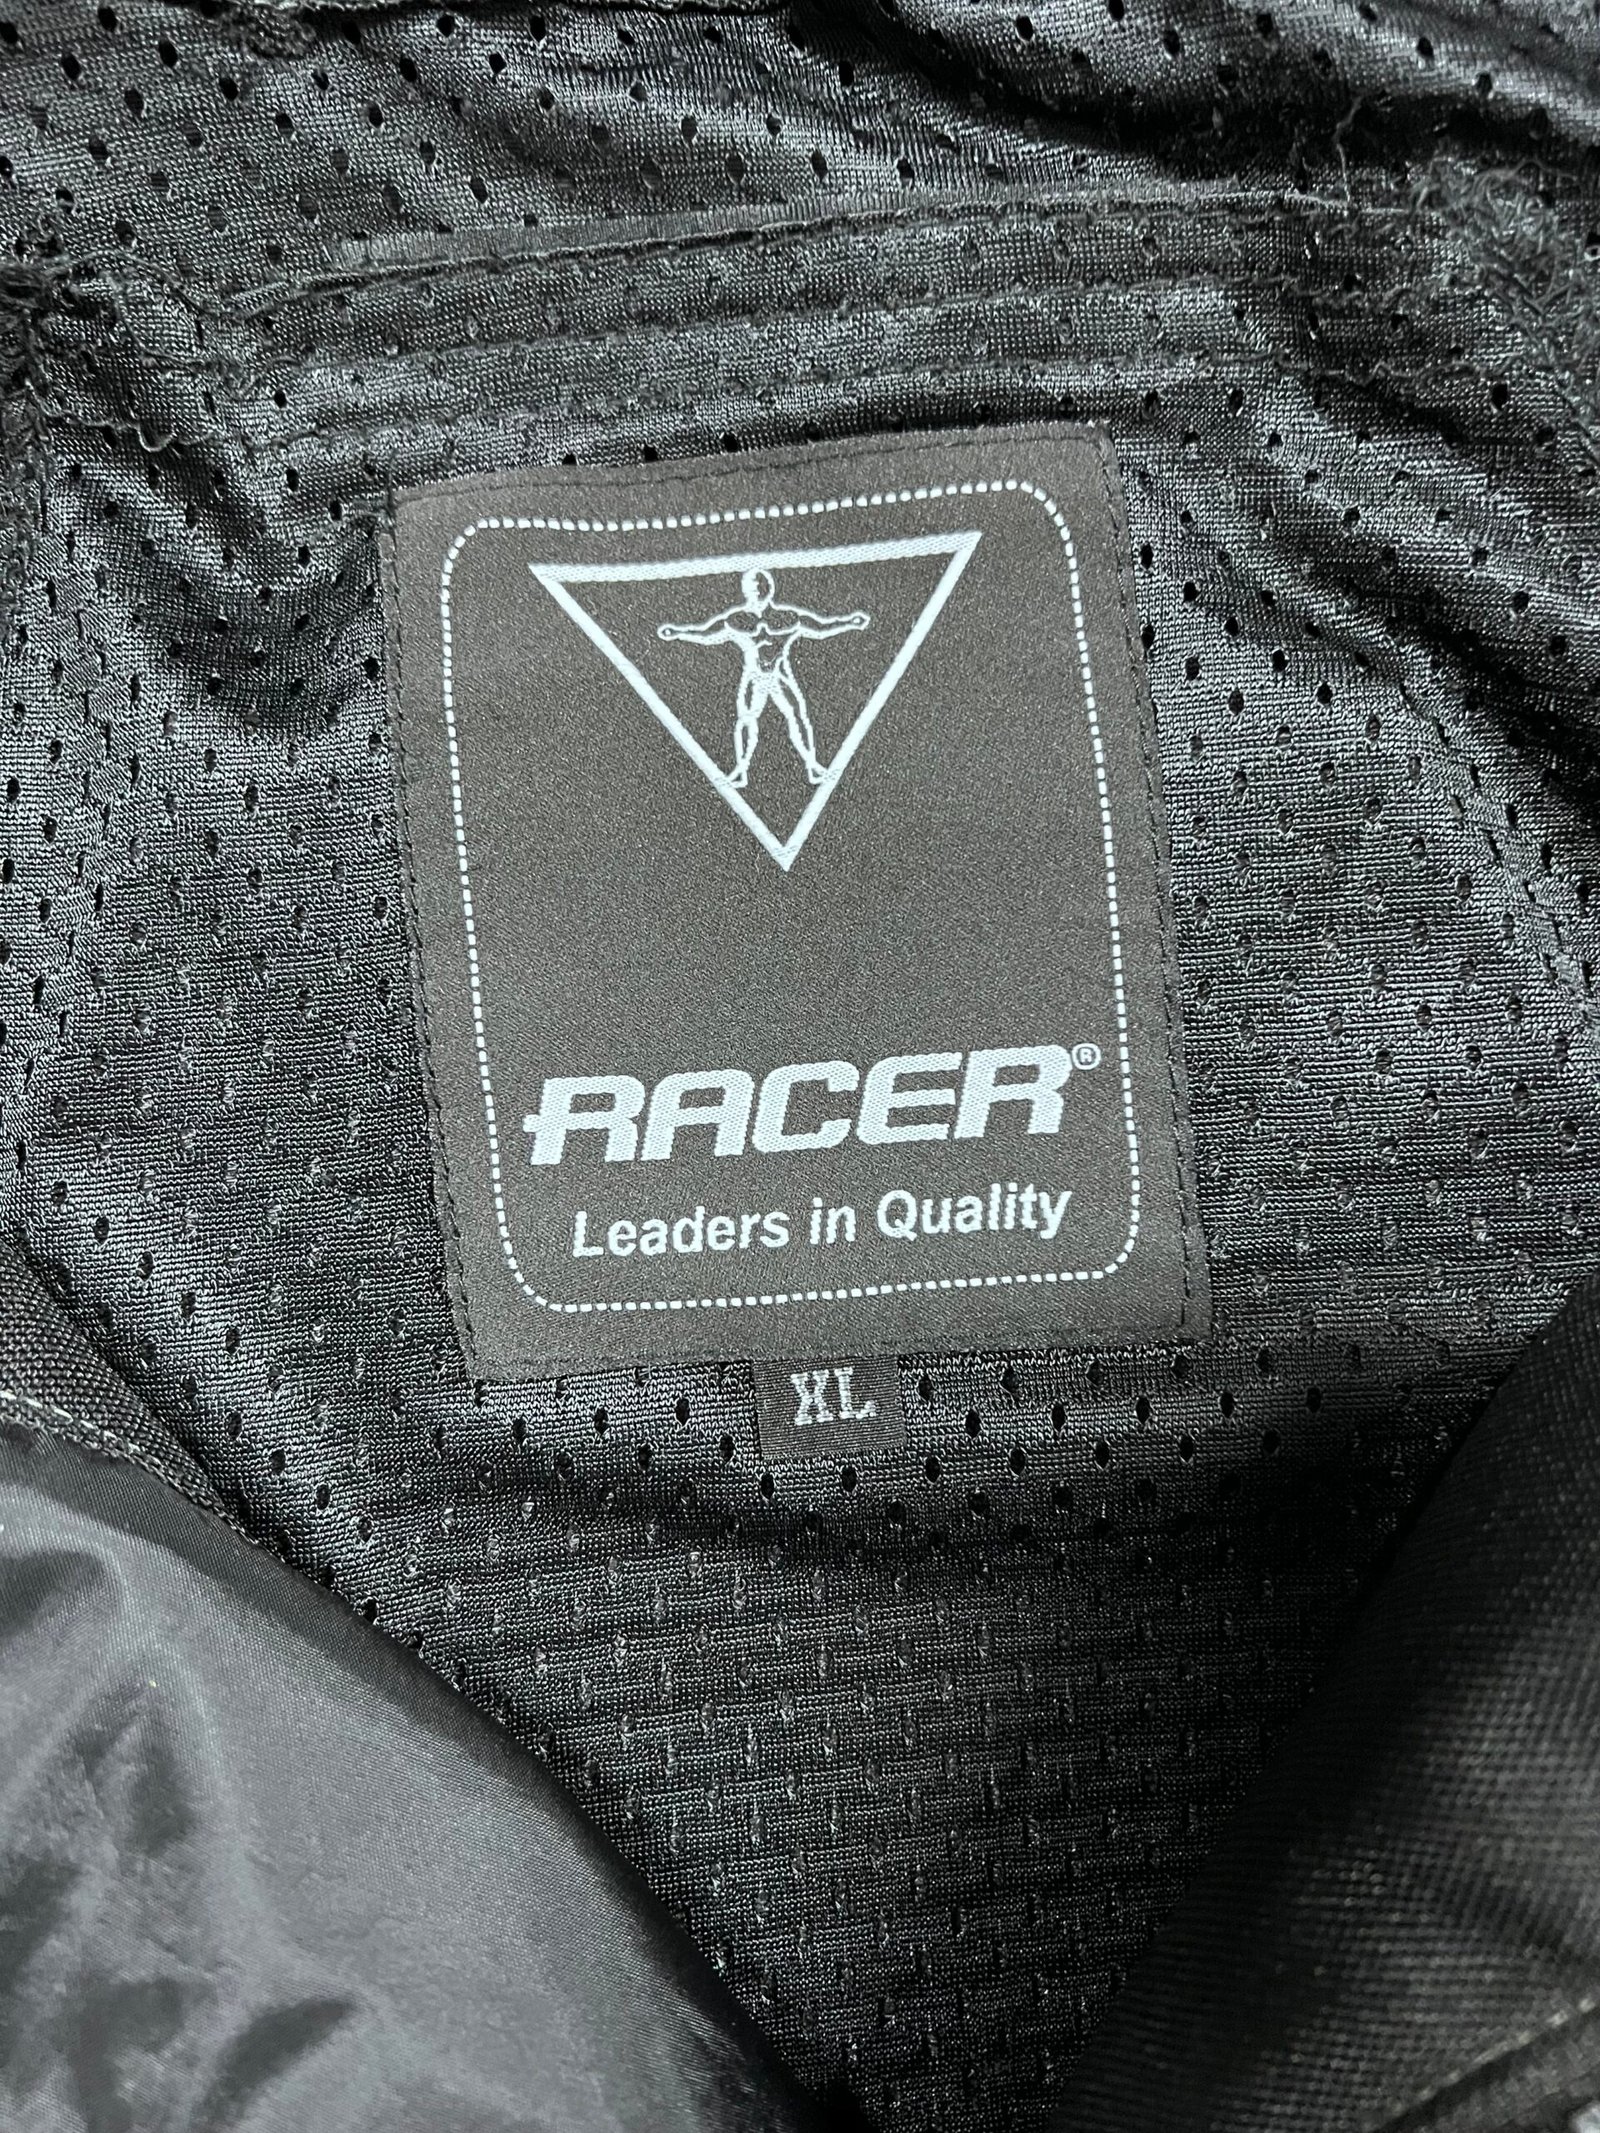 RACER®
Leaders in Quality
XL